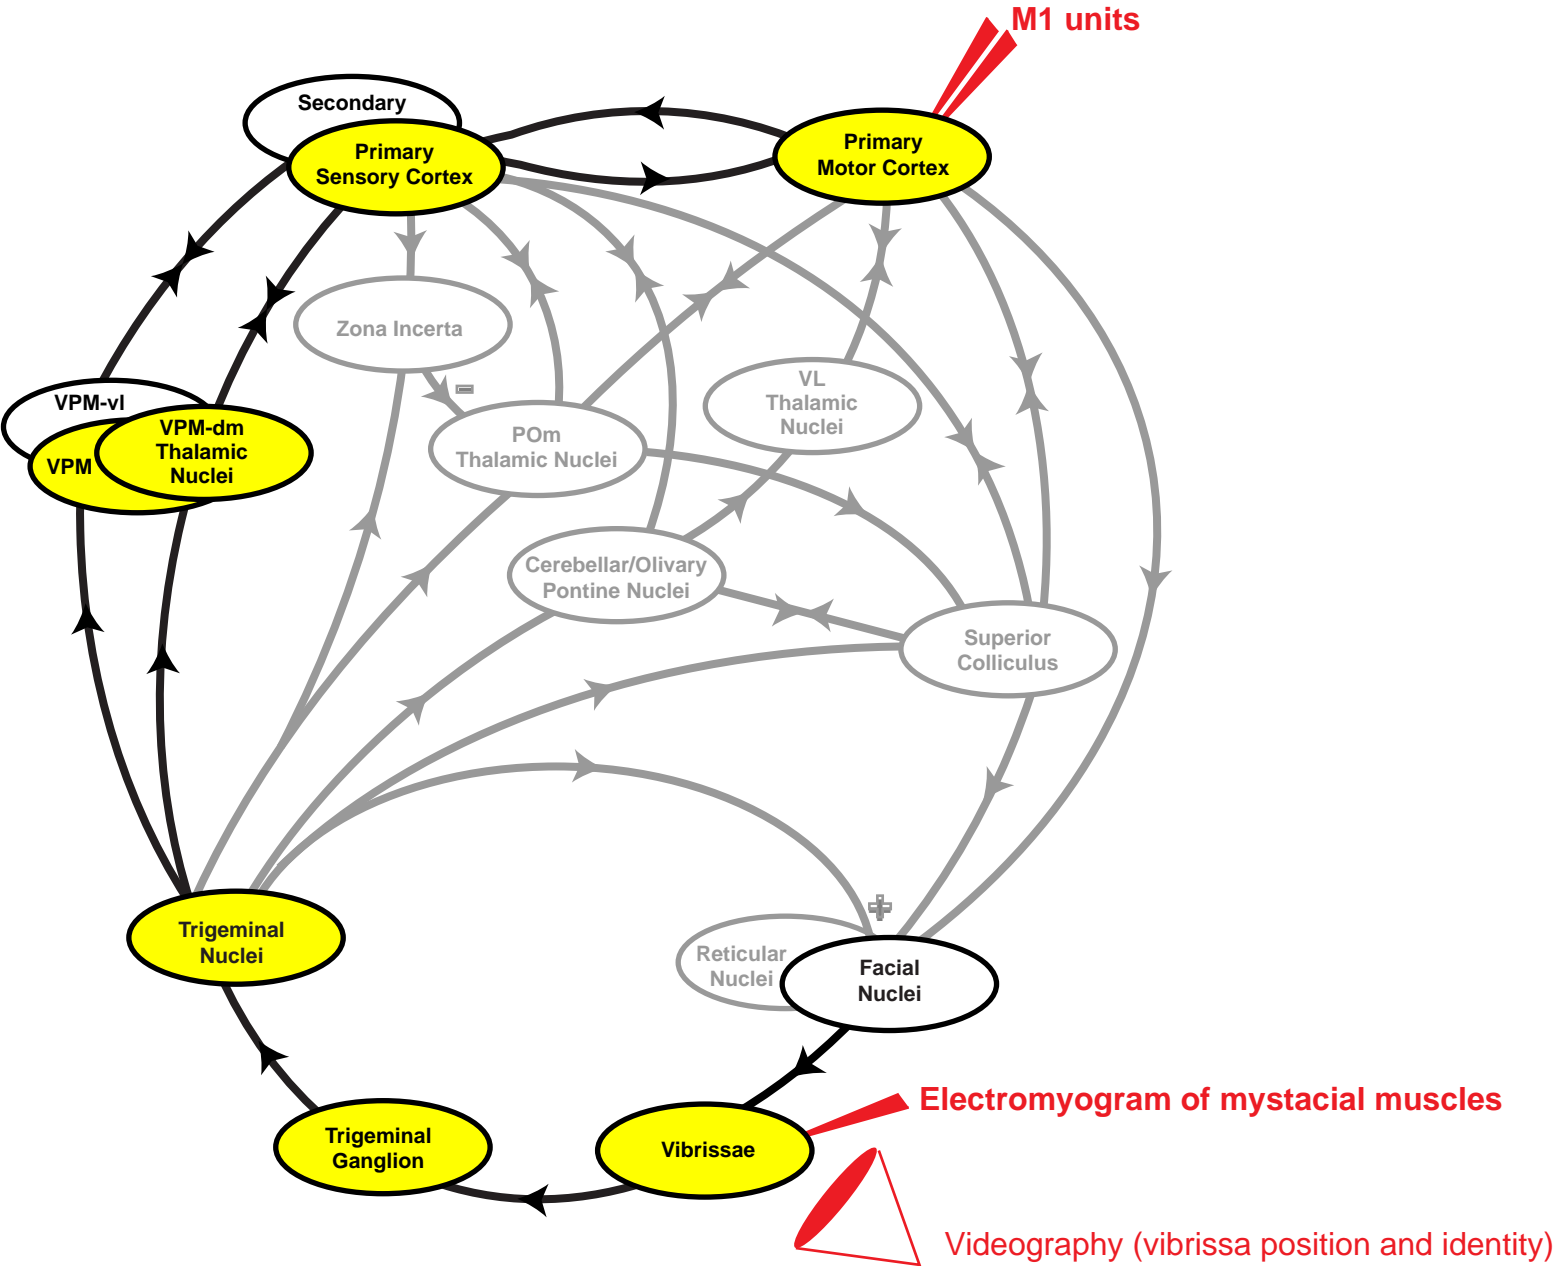 M1 units
Secondary
Primary
Sensory Cortex
Primary
Motor Cortex
Zona Incerta
-
VPM-vl
VPM
VPM-dm
Thalamic
Nuclei
POm
Thalamic Nuclei
VL
Thalamic
Nuclei
Cerebellar/Olivary
Pontine Nuclei
Superior
Colliculus
Trigeminal
Nuclei
+
Reticular
Nuclei
Facial
Nuclei
Electromyogram of mystacial muscles
Trigeminal
Ganglion
Vibrissae
Videography (vibrissa position and identity)